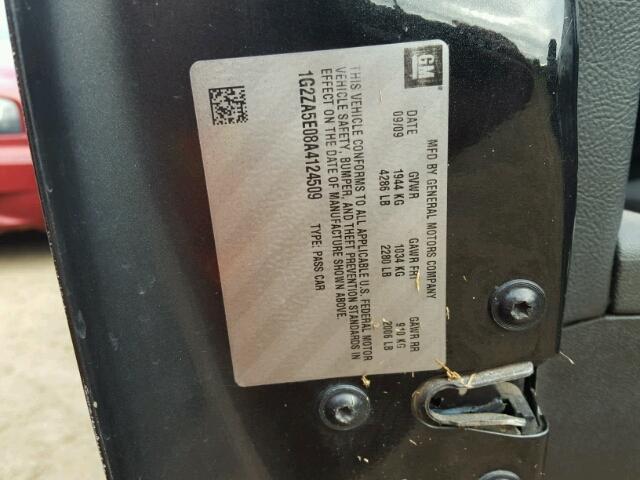 GM
MFD BY GENERAL MOTORS COMPANY
DATE GVWR GAWR FRT GAWR RR
09/09 1944 KG 1034 KG 910 KG
4286 LB 2280 LB 2006 LB
THIS VEHICLE CONFORMS TO ALL APPLICABLE U.S. FEDERAL MOTOR
VEHICLE SAFETY, BUMPER, AND THEFT PREVENTION STANDARDS IN
EFFECT ON THE DATE OF MANUFACTURE SHOWN ABOVE.
1G2ZA5E08A4124509 TYPE: PASS CAR